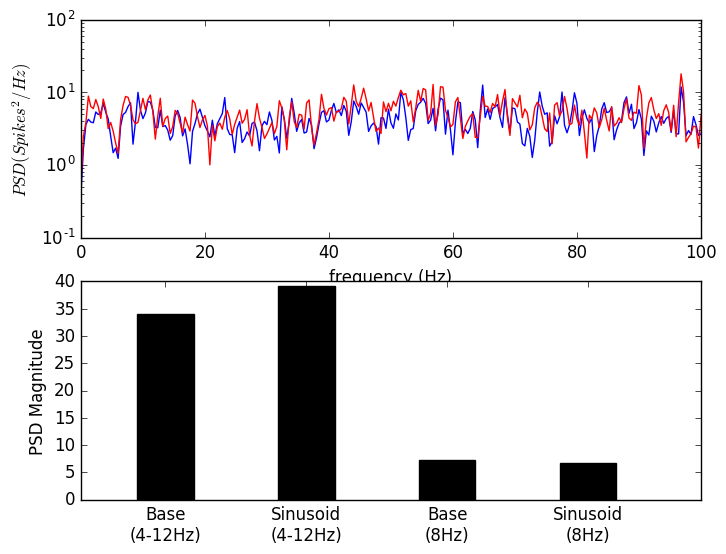 10^2
10^1
10^0
10^-1
PSD(Spikes^2/Hz)
0 20 40 60 80 100
frequency (Hz)
40
35
30
25
20
15
10
5
0
PSD Magnitude
Base Sinusoid Base Sinusoid
(4-12Hz) (4-12Hz) (8Hz) (8Hz)